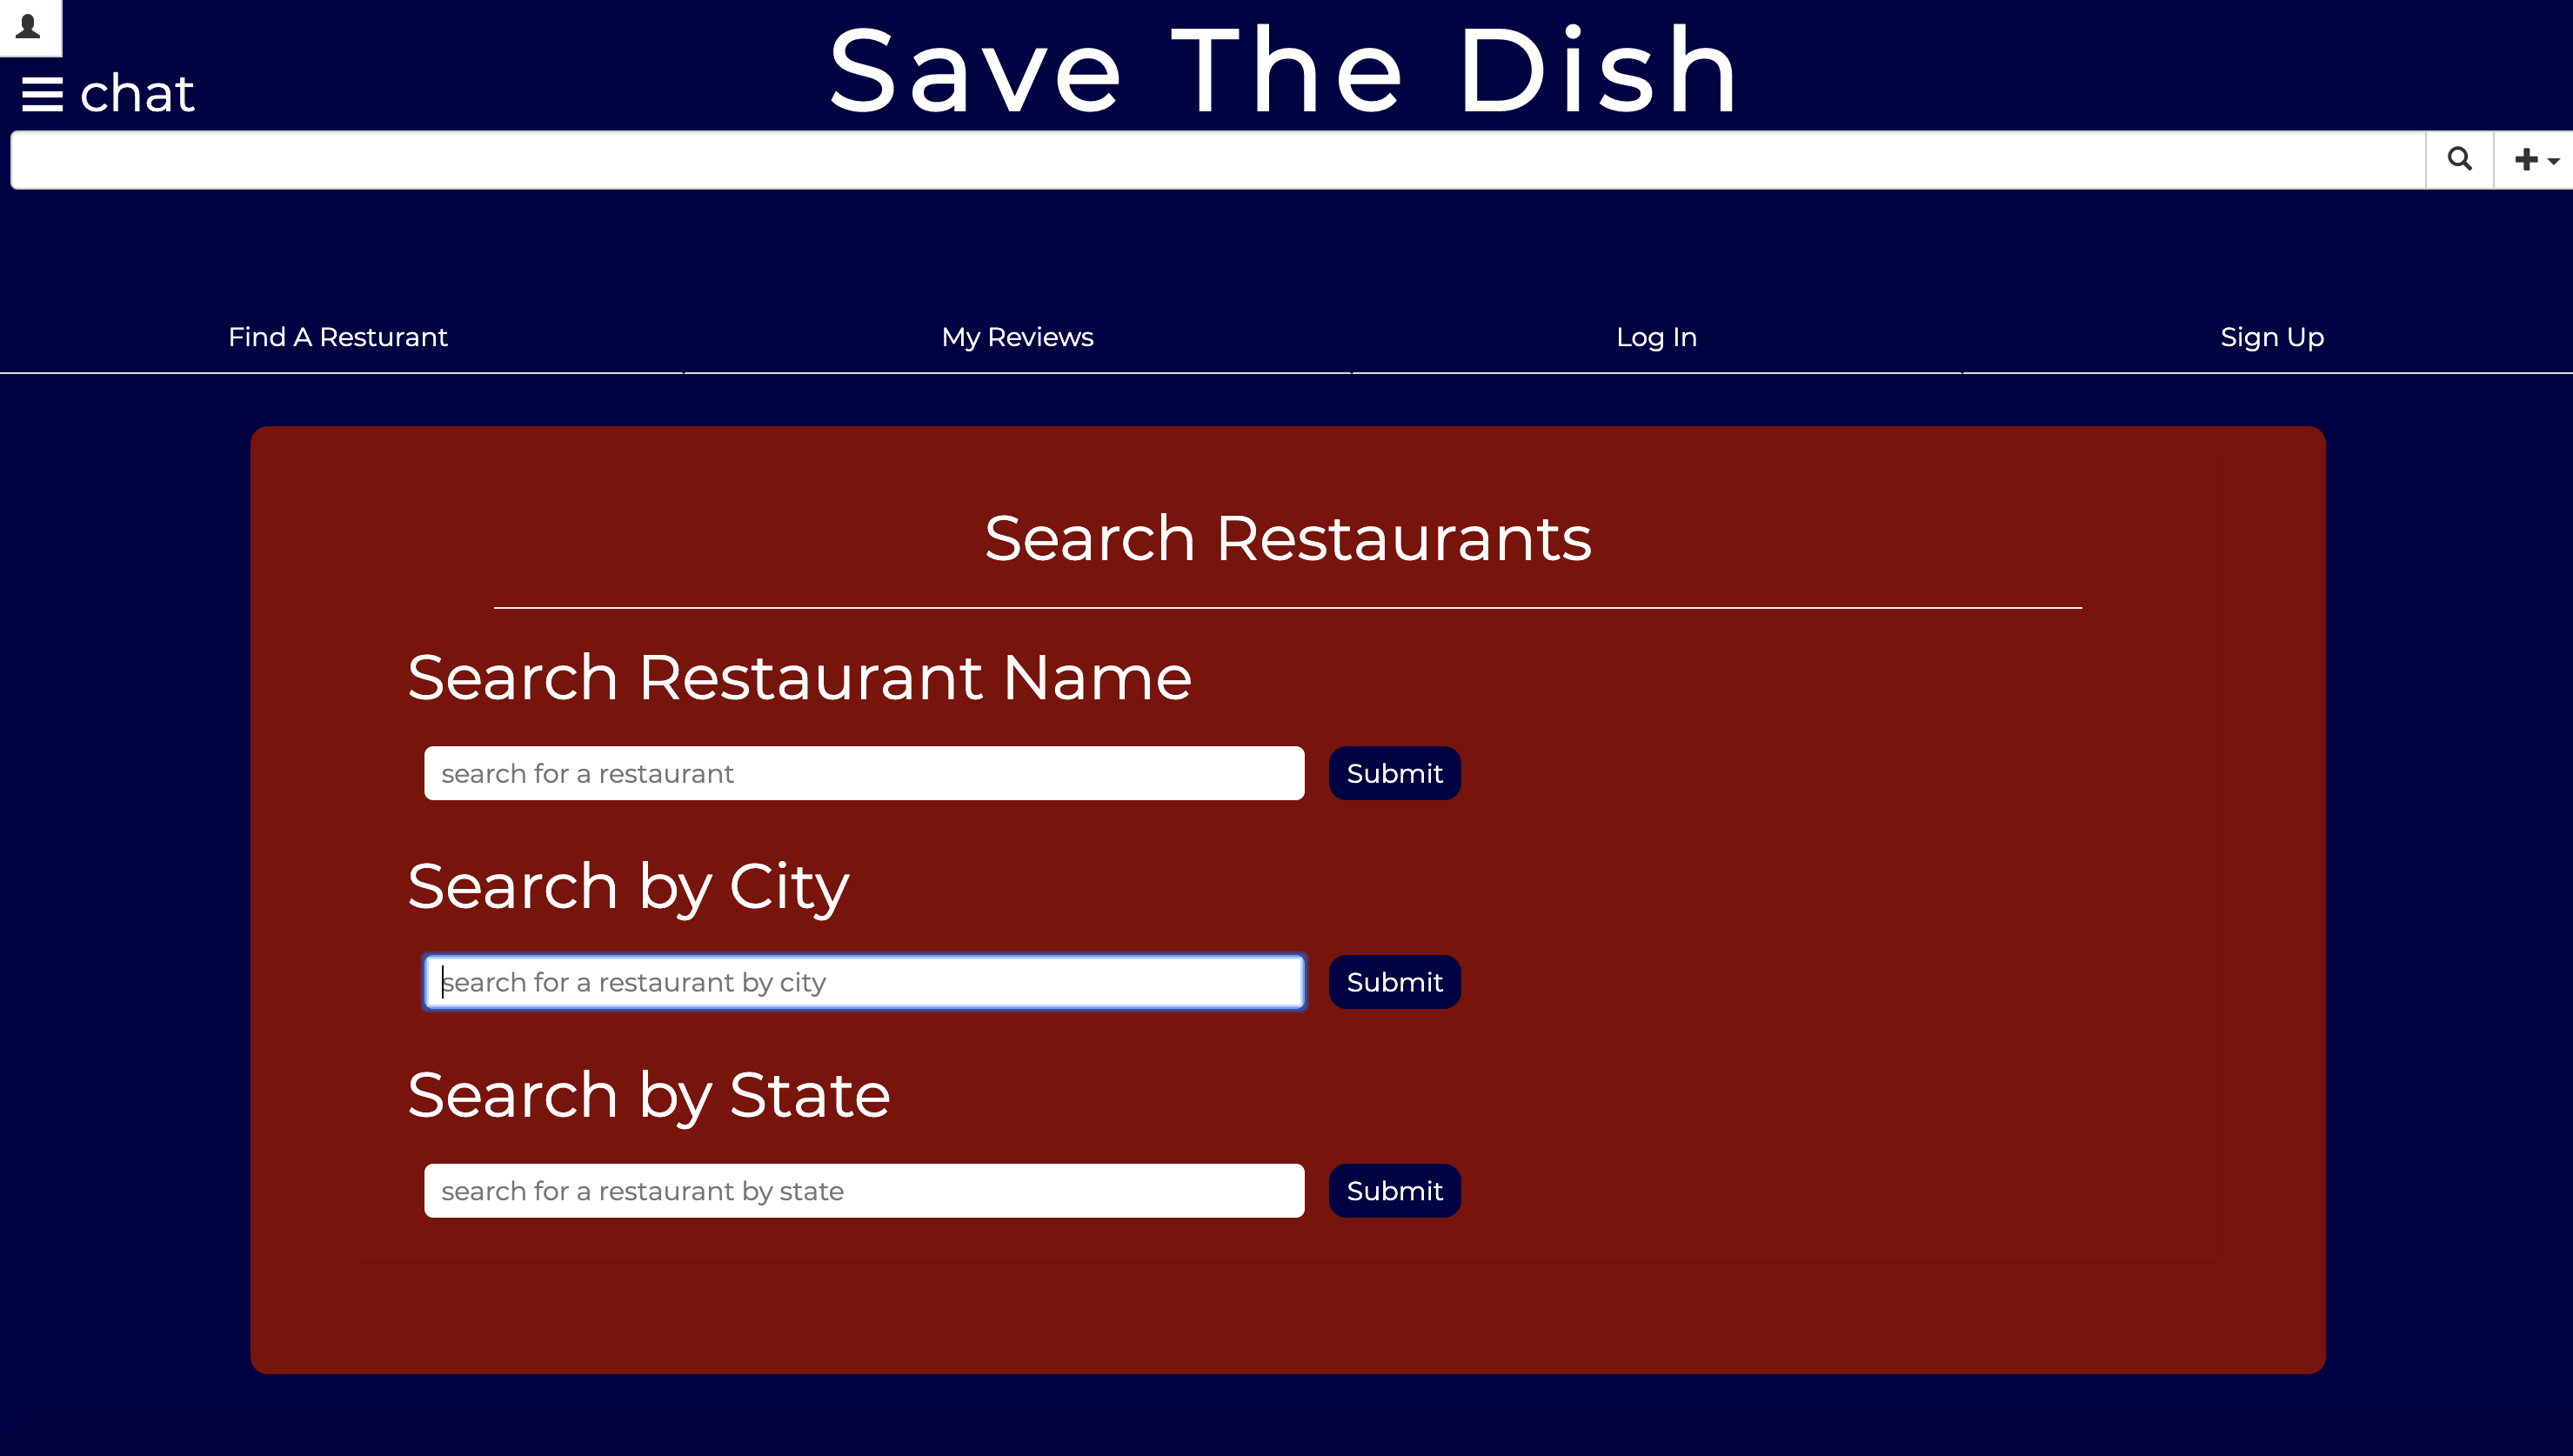 Save The Dish
chat
Find A Resturant
My Reviews
Log In
Sign Up
Search Restaurants
Search Restaurant Name
search for a restaurant
Submit
Search by City
search for a restaurant by city
Submit
Search by State
search for a restaurant by state
Submit